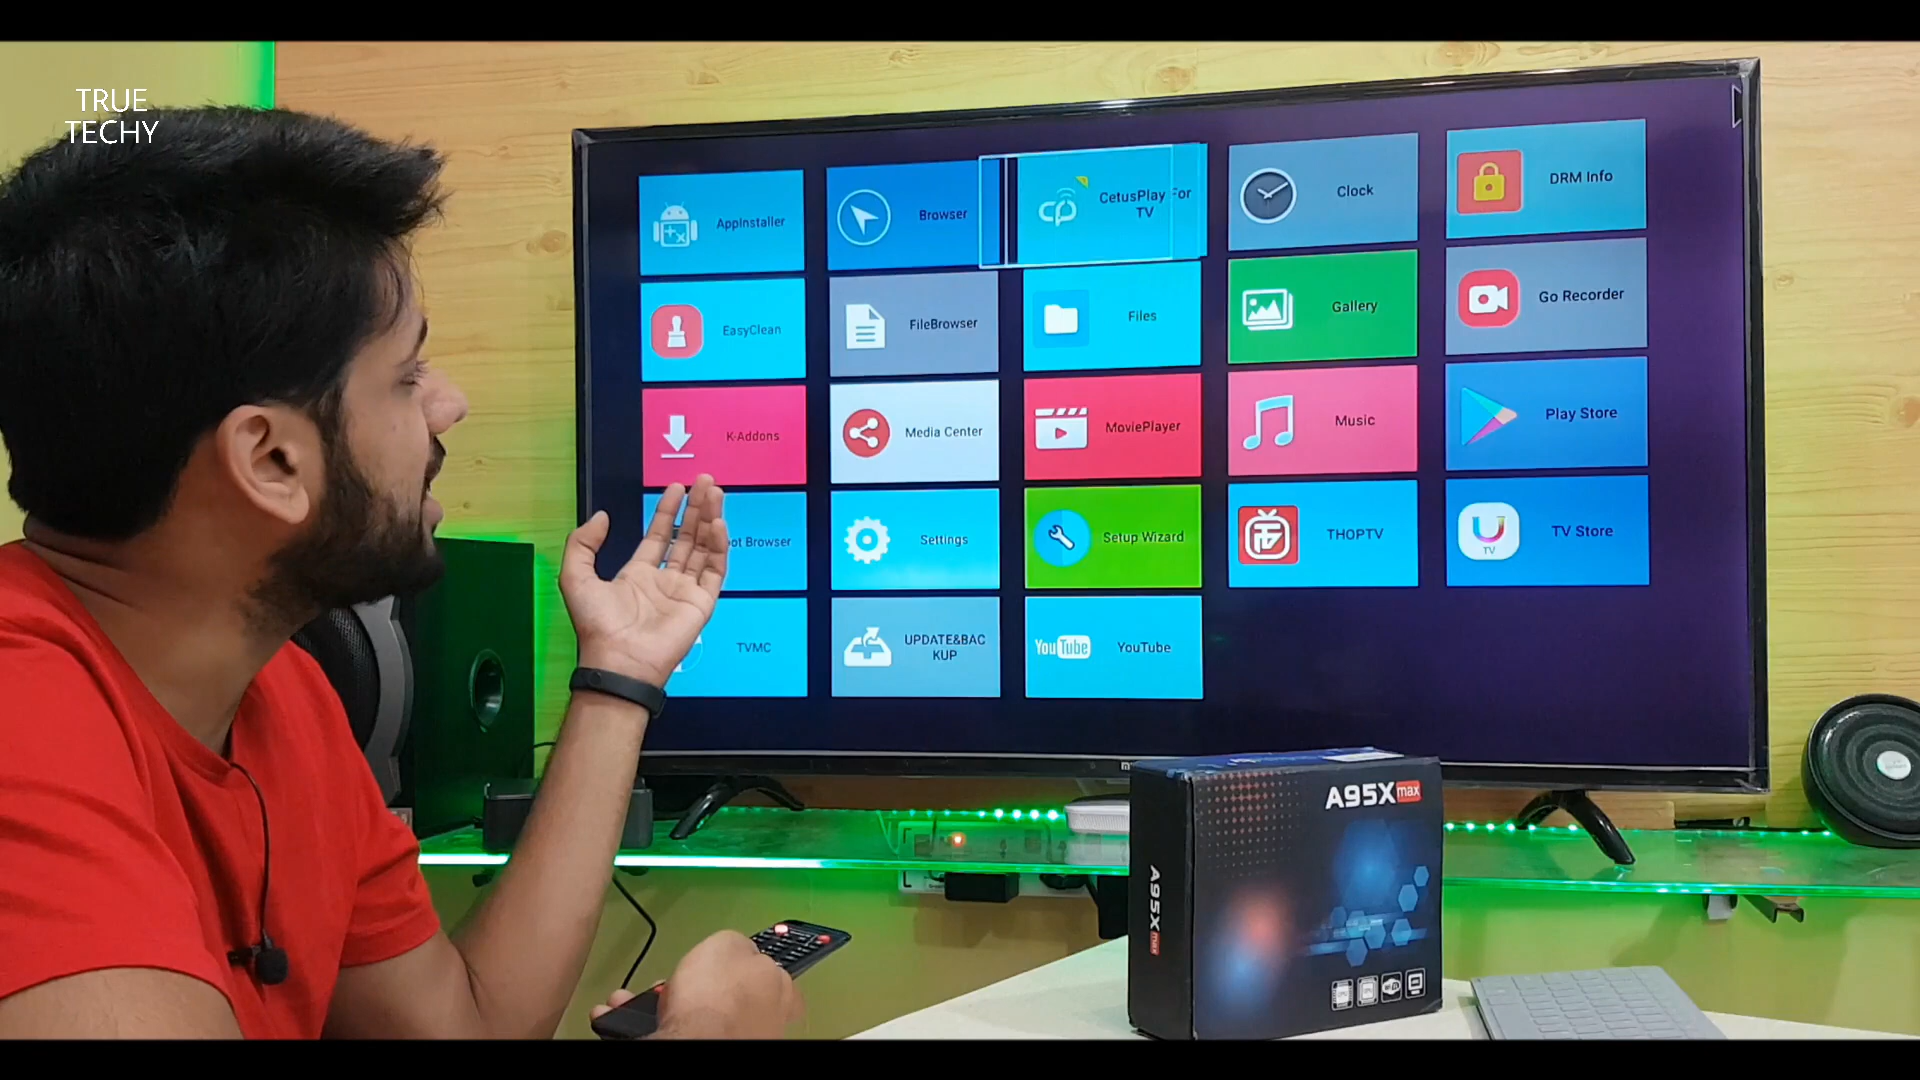 TRUE
TECHY
AppInstaller
Browser
CetusPlay For
TV
Clock
DRM Info
EasyClean
FileBrowser
Files
Gallery
Go Recorder
K-Addons
Media Center
MoviePlayer
Music
Play Store
ot Browser
Settings
Setup Wizard
THOPTV
TV
TV Store
TVMC
UPDATE&BAC
KUP
YouTube
YouTube
A95X max
A95X max